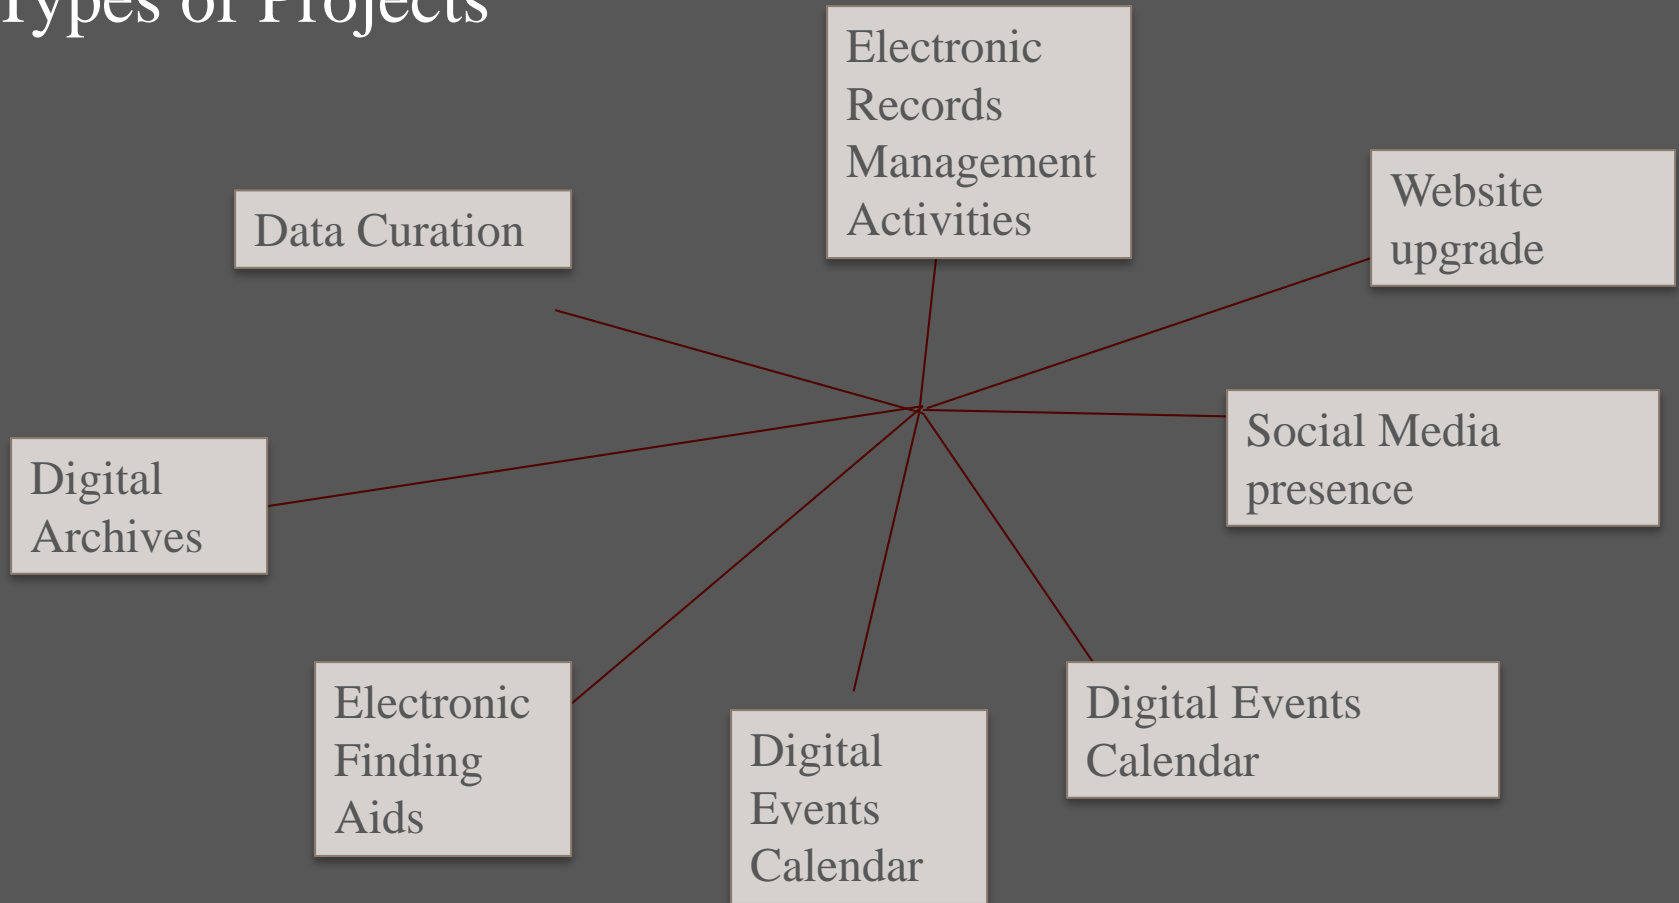 Types of Projects
Electronic
Records
Management
Activities
Website
upgrade
Data Curation
Social Media
presence
Digital
Archives
Electronic
Finding
Aids
Digital
Events
Calendar
Digital Events
Calendar